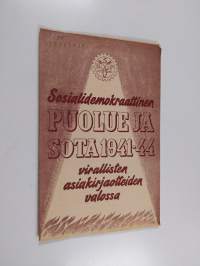 Sosialidemokraattinen
PUOLUE JA
SOTA 1941-44
virallisten
asiakirjaotteiden
valossa